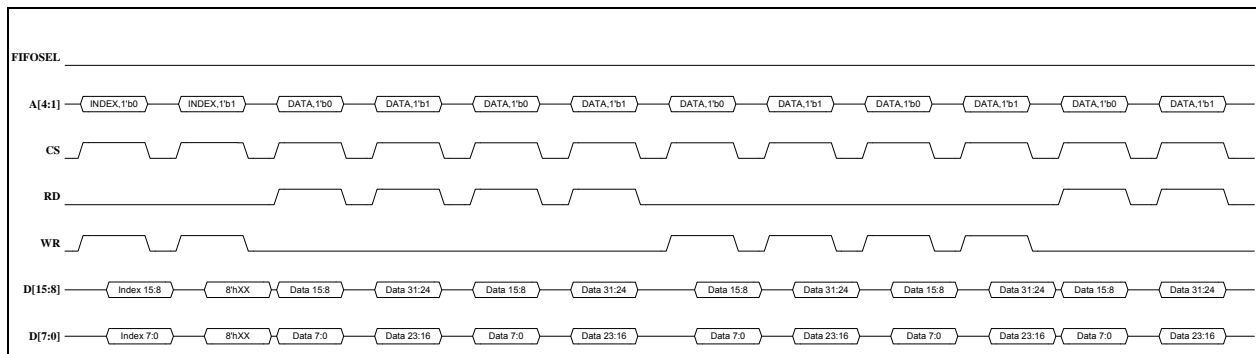 FIFOSEL
A[4:1] INDEX,1'b0 INDEX,1'b1 DATA,1'b0 DATA,1'b1 DATA,1'b0 DATA,1'b1 DATA,1'b0 DATA,1'b1 DATA,1'b0 DATA,1'b1 DATA,1'b0 DATA,1'b1
CS
RD
WR
D[15:8] Index 15:8 8'hXX Data 15:8 Data 31:24 Data 15:8 Data 31:24 Data 15:8 Data 31:24 Data 15:8 Data 31:24 Data 15:8 Data 31:24
D[7:0] Index 7:0 8'hXX Data 7:0 Data 23:16 Data 7:0 Data 23:16 Data 7:0 Data 23:16 Data 7:0 Data 23:16 Data 7:0 Data 23:16